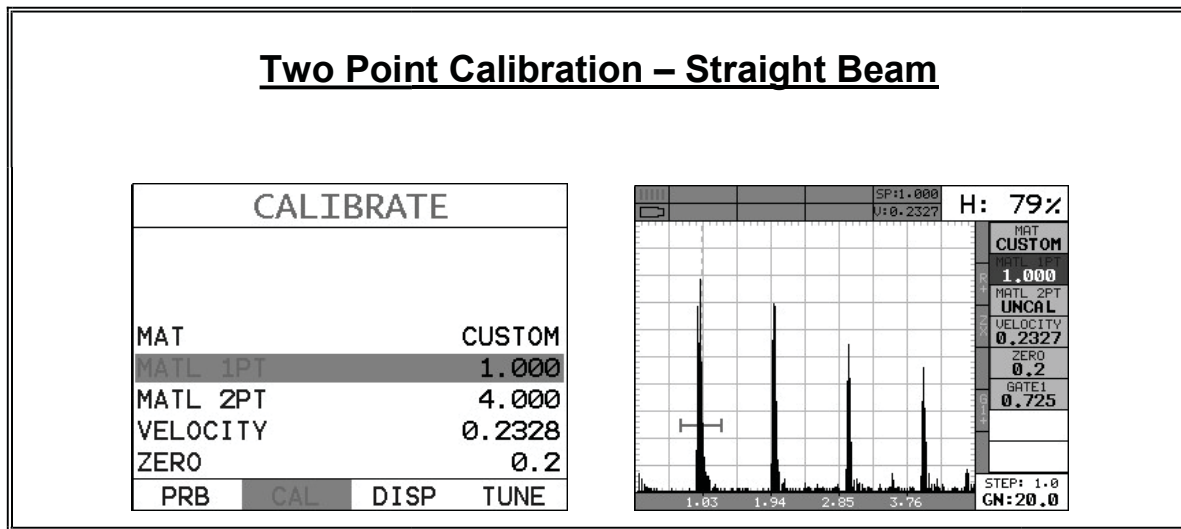 Two Point Calibration – Straight Beam
CALIBRATE
MAT CUSTOM
MATL 1PT 1.000
MATL 2PT 4.000
VELOCITY 0.2328
ZERO 0.2
PRB CAL DISP TUNE
SP:1.000
V:0.2327
H: 79%
MAT
CUSTOM
MATL 1PT
1.000
MATL 2PT
UNCAL
VELOCITY
0.2327
ZERO
0.2
GATE1
0.725
R+
ZX
G1+
1.03 1.94 2.85 3.76
STEP: 1.0
GN:20.0